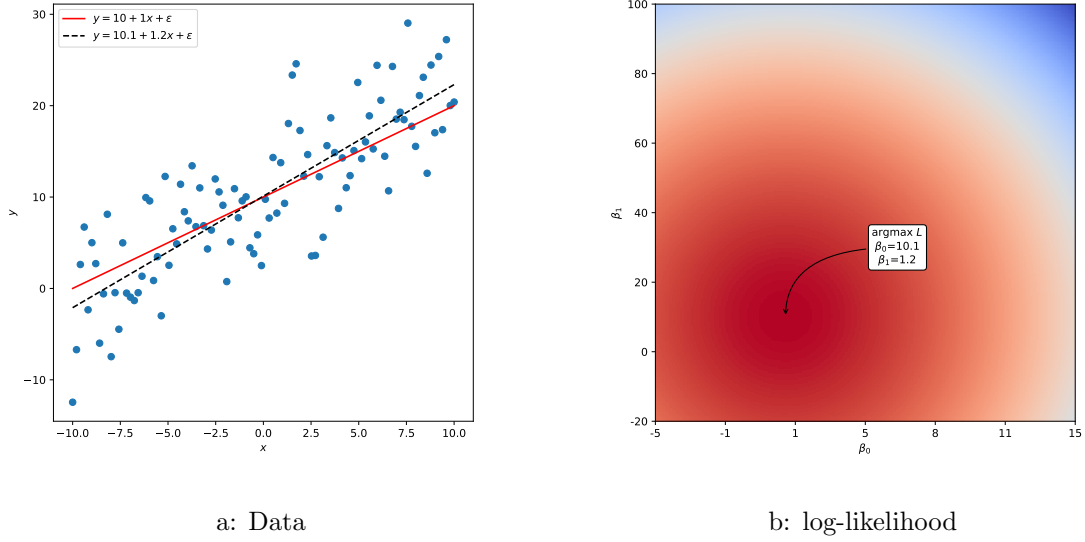 y = 10 + 1x + ε
y = 10.1 + 1.2x + ε
30
20
10
0
−10
y
−10.0 −7.5 −5.0 −2.5 0.0 2.5 5.0 7.5 10.0
x
a: Data
100
80
60
40
20
0
-20
β₁
argmax L
β₀=10.1
β₁=1.2
-5 -1 1 5 8 11 15
β₀
b: log-likelihood